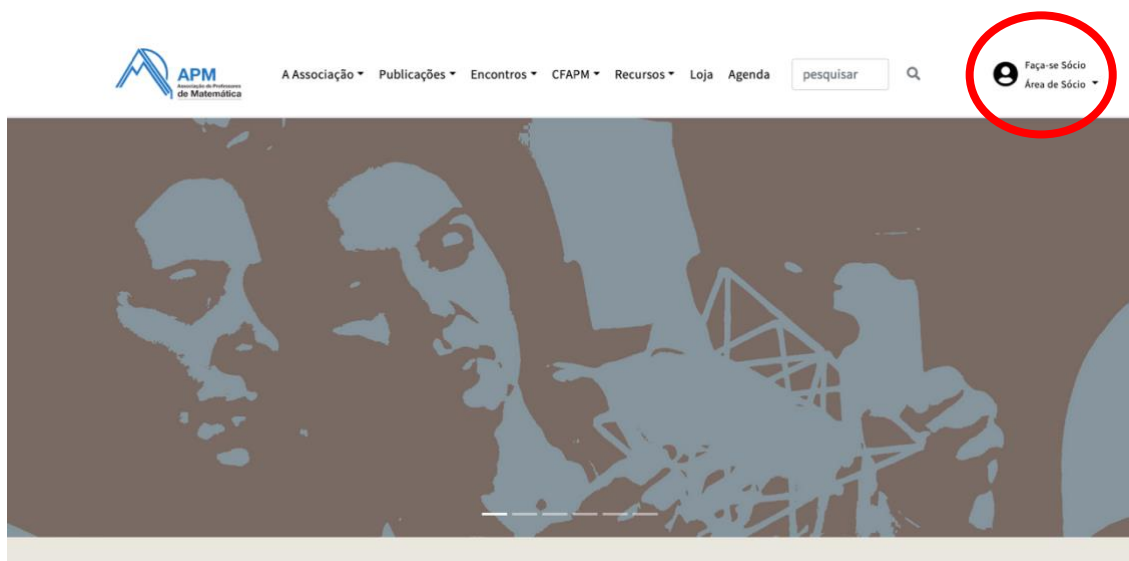 APM
Associação de Professores
de Matemática
A Associação Publicações Encontros CFAPM Recursos Loja Agenda pesquisar
Faça-se Sócio
Área de Sócio